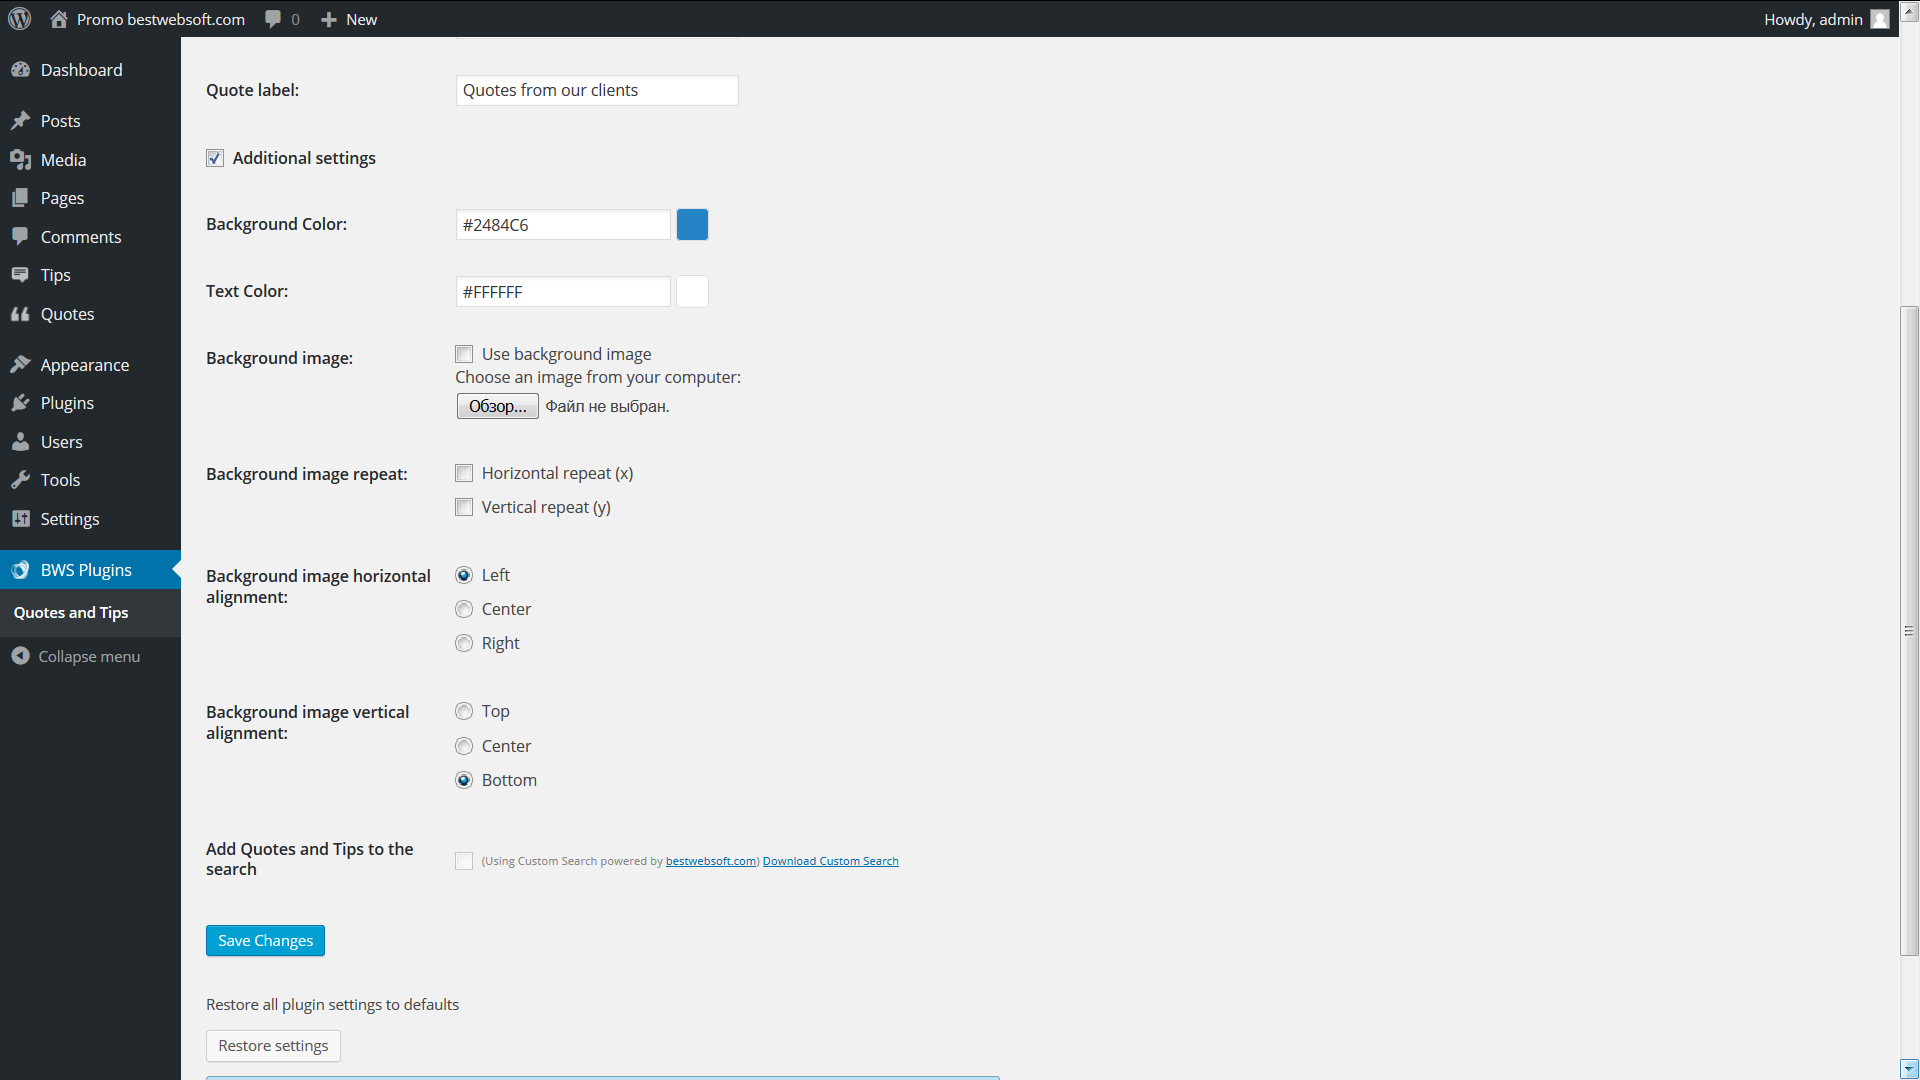 Promo bestwebsoft.com 0 New Howdy, admin
Dashboard
Posts
Media
Pages
Comments
Tips
Quotes
Appearance
Plugins
Users
Tools
Settings
BWS Plugins
Quotes and Tips
Collapse menu
Quote label: Quotes from our clients
Additional settings
Background Color: #2484C6
Text Color: #FFFFFF
Background image: Use background image
Choose an image from your computer:
Обзор... Файл не выбран.
Background image repeat: Horizontal repeat (x)
Vertical repeat (y)
Background image horizontal
alignment:
Left
Center
Right
Background image vertical
alignment:
Top
Center
Bottom
Add Quotes and Tips to the
search
(Using Custom Search powered by bestwebsoft.com) Download Custom Search
Save Changes
Restore all plugin settings to defaults
Restore settings